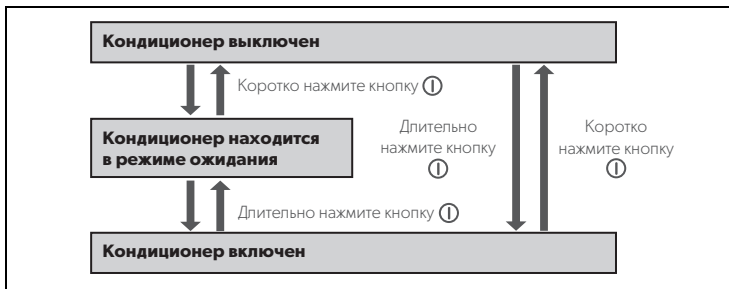 Кондиционер выключен
Коротко нажмите кнопку
Кондиционер находится
в режиме ожидания
Длительно
нажмите кнопку
Коротко
нажмите кнопку
Длительно нажмите кнопку
Кондиционер включен